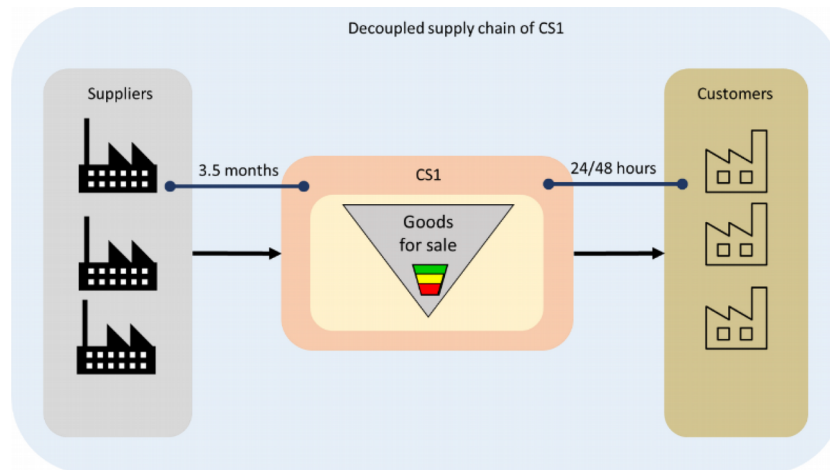 Decoupled supply chain of CS1
Suppliers
Customers
3.5 months
CS1
24/48 hours
Goods
for sale